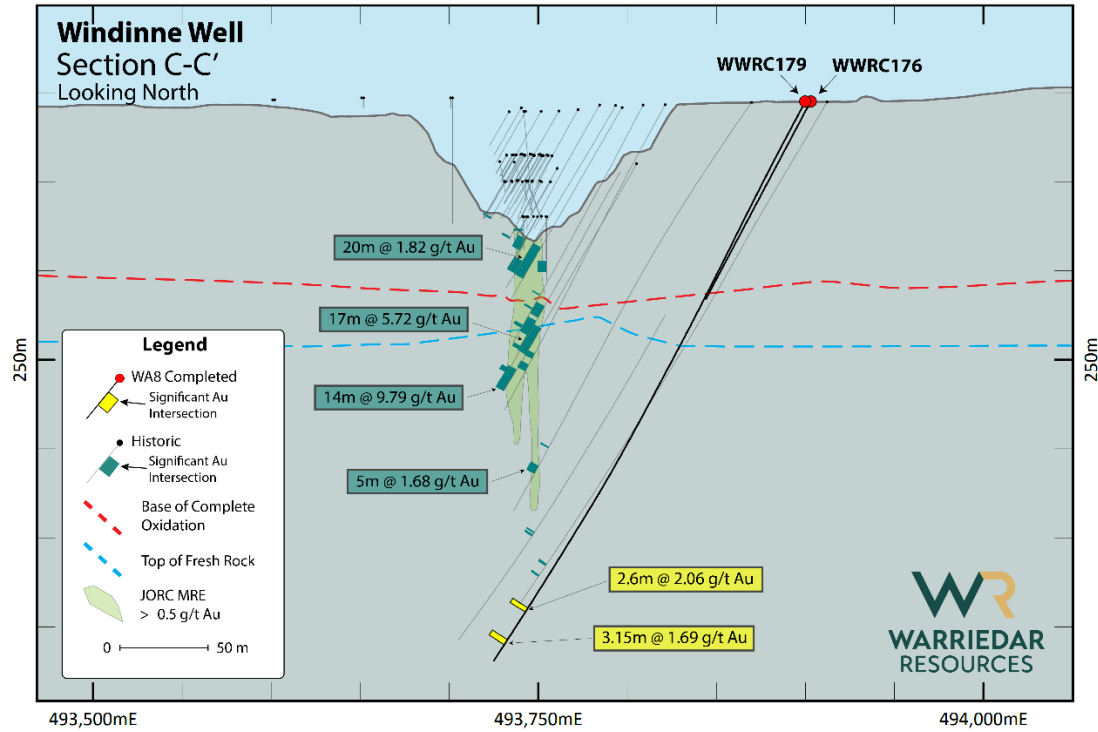 Windinne Well
Section C-C'
Looking North
WWRC179
WWRC176
20m @ 1.82 g/t Au
17m @ 5.72 g/t Au
14m @ 9.79 g/t Au
5m @ 1.68 g/t Au
2.6m @ 2.06 g/t Au
3.15m @ 1.69 g/t Au
250m
250m
Legend
WA8 Completed
Significant Au
Intersection
Historic
Significant Au
Intersection
Base of Complete
Oxidation
Top of Fresh Rock
JORC MRE
> 0.5 g/t Au
0
50 m
WR
WARRIEDAR
RESOURCES
493,500mE
493,750mE
494,000mE